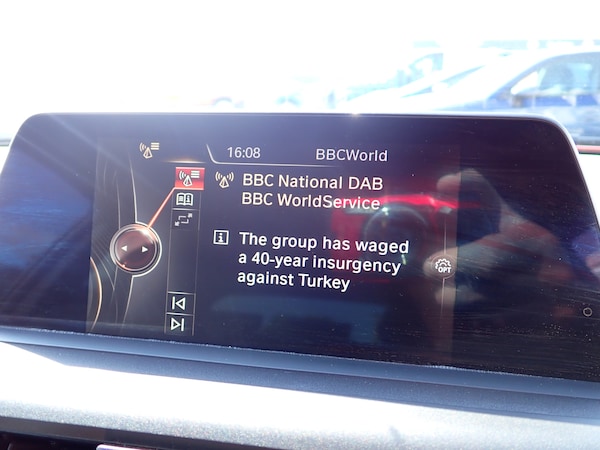 16:08 BBCWorld
BBC National DAB
BBC WorldService
The group has waged
a 40-year insurgency
against Turkey
OPT